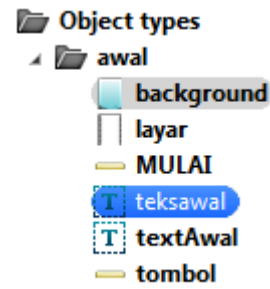 Object types
awal
background
layar
MULAI
teksawal
textAwal
tombol